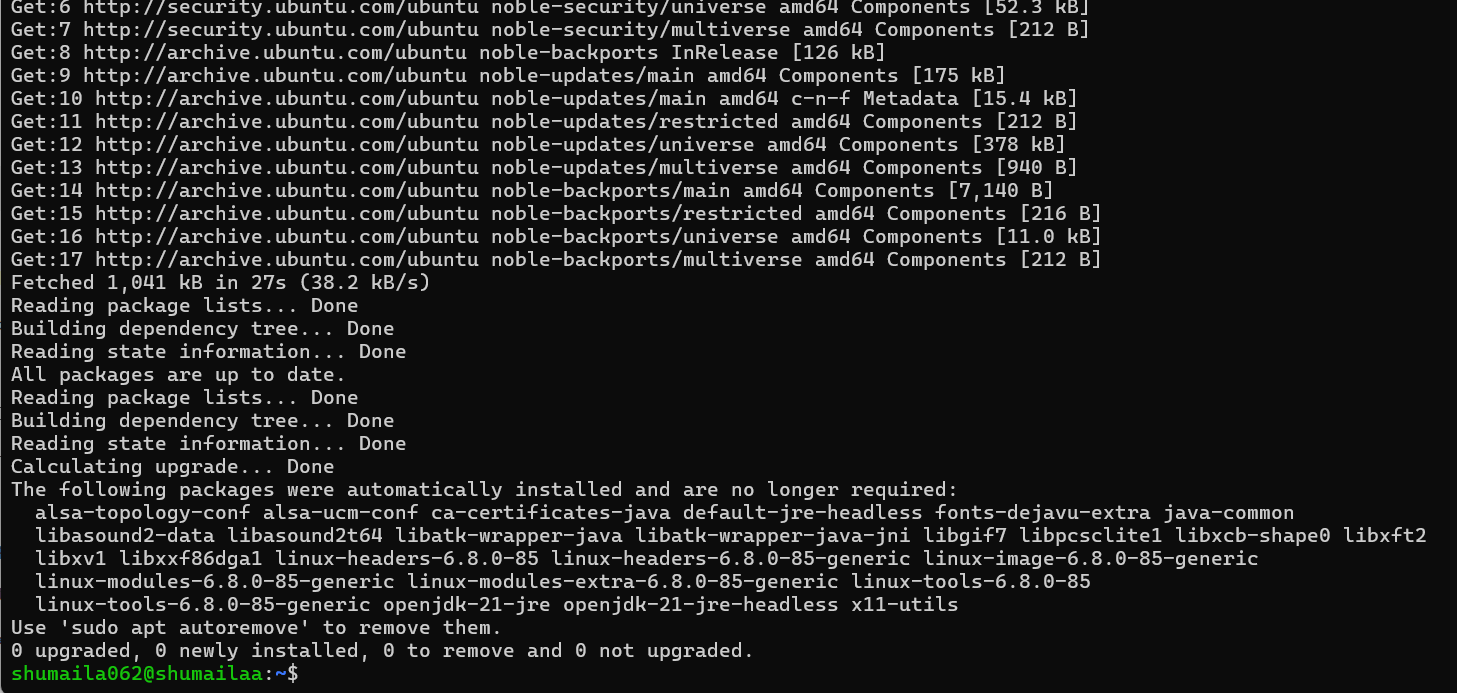 Get:6 http://security.ubuntu.com/ubuntu noble-security/universe amd64 Components [52.3 kB]
Get:7 http://security.ubuntu.com/ubuntu noble-security/multiverse amd64 Components [212 B]
Get:8 http://archive.ubuntu.com/ubuntu noble-backports InRelease [126 kB]
Get:9 http://archive.ubuntu.com/ubuntu noble-updates/main amd64 Components [175 kB]
Get:10 http://archive.ubuntu.com/ubuntu noble-updates/main amd64 c-n-f Metadata [15.4 kB]
Get:11 http://archive.ubuntu.com/ubuntu noble-updates/restricted amd64 Components [212 B]
Get:12 http://archive.ubuntu.com/ubuntu noble-updates/universe amd64 Components [378 kB]
Get:13 http://archive.ubuntu.com/ubuntu noble-updates/multiverse amd64 Components [940 B]
Get:14 http://archive.ubuntu.com/ubuntu noble-backports/main amd64 Components [7,140 B]
Get:15 http://archive.ubuntu.com/ubuntu noble-backports/restricted amd64 Components [216 B]
Get:16 http://archive.ubuntu.com/ubuntu noble-backports/universe amd64 Components [11.0 kB]
Get:17 http://archive.ubuntu.com/ubuntu noble-backports/multiverse amd64 Components [212 B]
Fetched 1,041 kB in 27s (38.2 kB/s)
Reading package lists... Done
Building dependency tree... Done
Reading state information... Done
All packages are up to date.
Reading package lists... Done
Building dependency tree... Done
Reading state information... Done
Calculating upgrade... Done
The following packages were automatically installed and are no longer required:
  alsa-topology-conf alsa-ucm-conf ca-certificates-java default-jre-headless fonts-dejavu-extra java-common
  libasound2-data libasound2t64 libatk-wrapper-java libatk-wrapper-java-jni libgif7 libpcsclite1 libxcb-shape0 libxft2
  libxv1 libxxf86dga1 linux-headers-6.8.0-85 linux-headers-6.8.0-85-generic linux-image-6.8.0-85-generic
  linux-modules-6.8.0-85-generic linux-modules-extra-6.8.0-85-generic linux-tools-6.8.0-85
  linux-tools-6.8.0-85-generic openjdk-21-jre openjdk-21-jre-headless x11-utils
Use 'sudo apt autoremove' to remove them.
0 upgraded, 0 newly installed, 0 to remove and 0 not upgraded.
shumaila062@shumailaa:~$